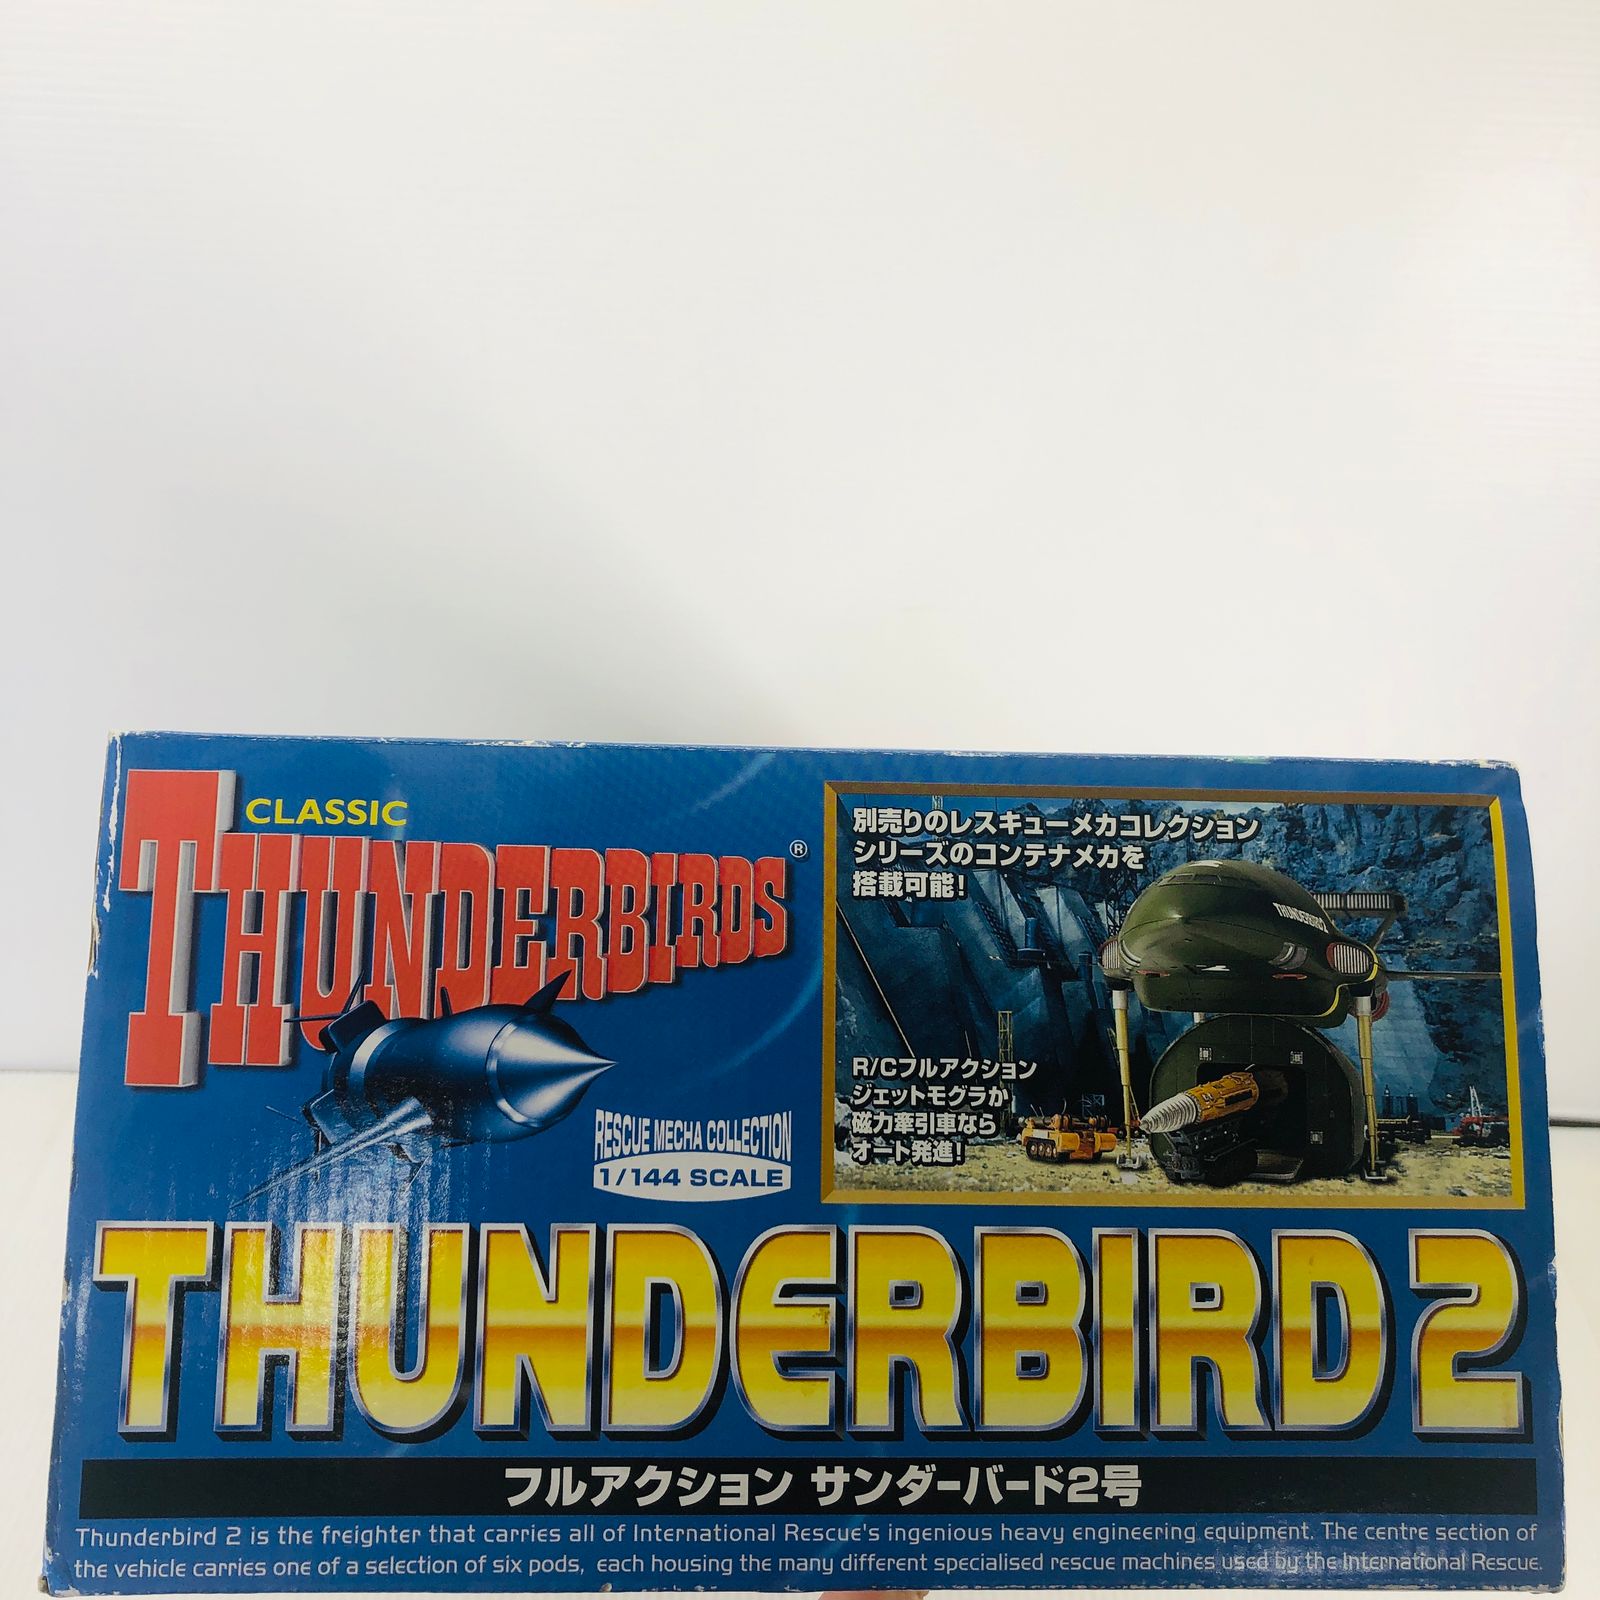 CLASSIC
THUNDERBIRDS®
RESCUE MECHA COLLECTION
1/144 SCALE
別売りのレスキューメカコレクション
シリーズのコンテナメカを
搭載可能!
THUNDERBIRD 2
R/Cフルアクション
ジェットモグラか
磁力牽引車なら
オート発進!
THUNDERBIRD 2
フルアクション サンダーバード2号
Thunderbird 2 is the freighter that carries all of International Rescue's ingenious heavy engineering equipment. The centre section of
the vehicle carries one of a selection of six pods, each housing the many different specialised rescue machines used by the International Rescue.